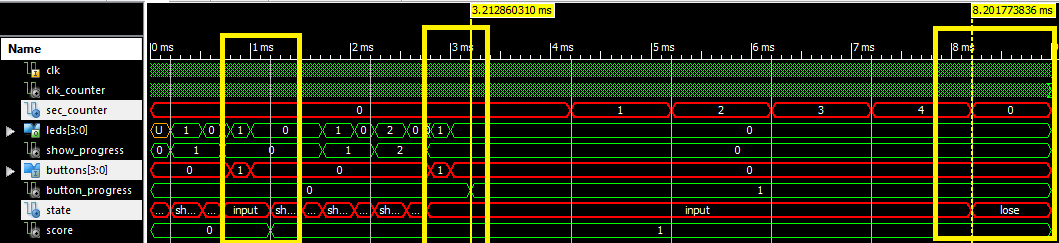 3.212860310 ms 8.201773836 ms
Name 0 ms 1 ms 2 ms 3 ms 4 ms 5 ms 6 ms 7 ms 8 ms
clk
clk_counter
sec_counter 0 1 2 3 4 0
leds[3:0] U 1 0 1 0 1 0 2 0 1 0
show_progress 0 1 0 1 2 0
buttons[3:0] 0 1 0 1 0
button_progress 0 1
state ... sh... ... input sh... ... sh... ... sh... ... input lose
score 0 1